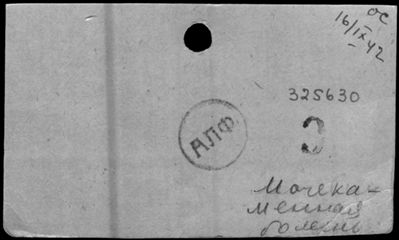 ОС
16/IX 42
325630
АЛФ
3
Мочека-
менная
болезнь